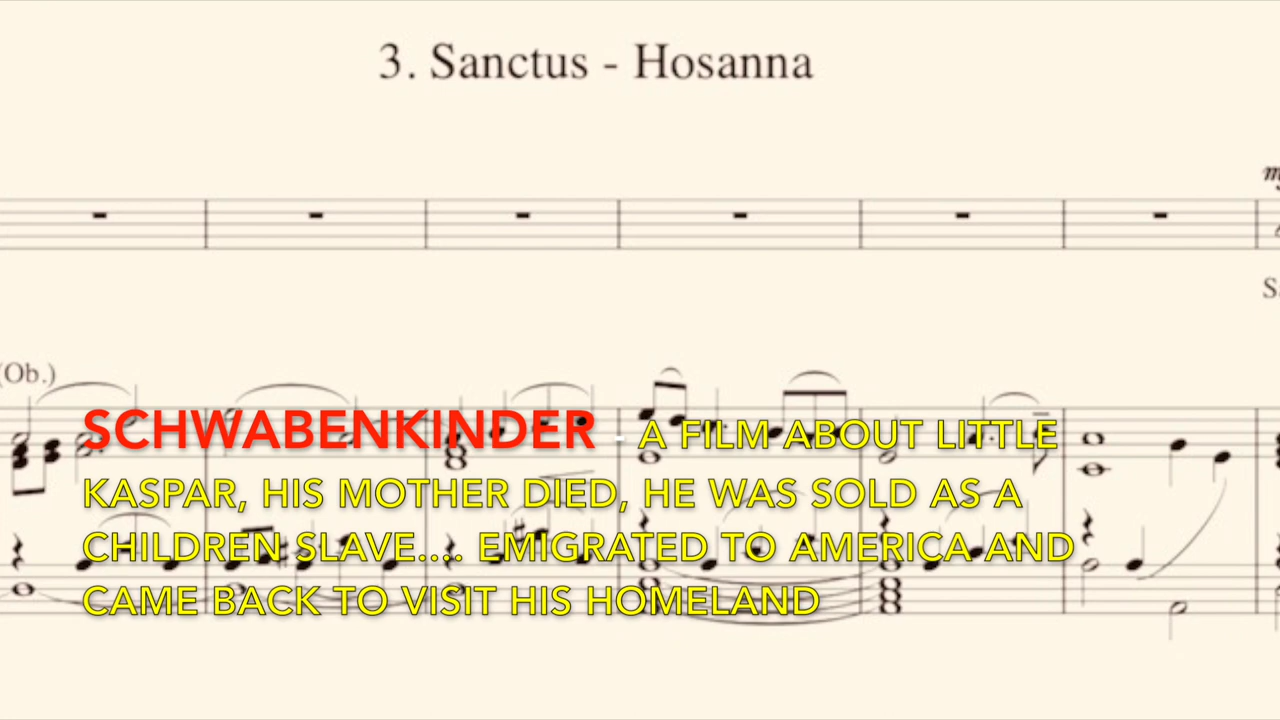 3. Sanctus - Hosanna
(Ob.)
SCHWABENKINDER - A FILM ABOUT LITTLE
KASPAR, HIS MOTHER DIED, HE WAS SOLD AS A
CHILDREN SLAVE.... EMIGRATED TO AMERICA AND
CAME BACK TO VISIT HIS HOMELAND